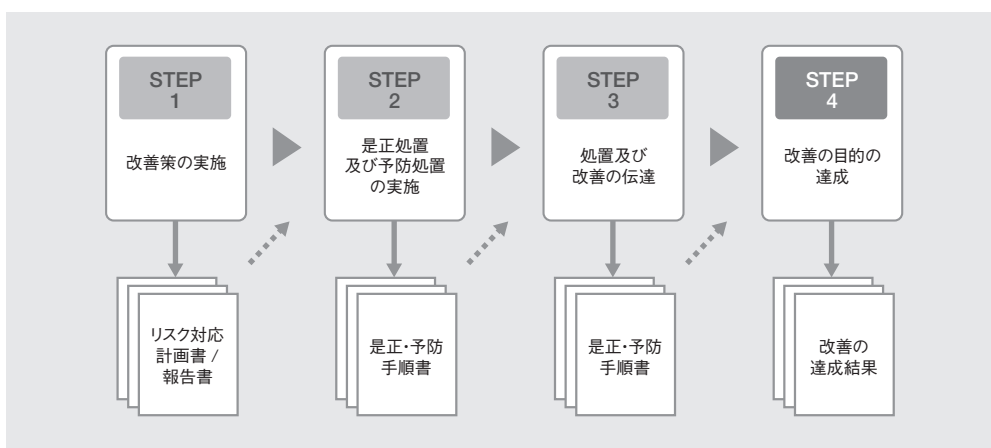 STEP
1
改善策の実施
STEP
2
是正処置
及び予防処置
の実施
STEP
3
処置及び
改善の伝達
STEP
4
改善の目的の
達成
リスク対応
計画書 /
報告書
是正・予防
手順書
是正・予防
手順書
改善の
達成結果